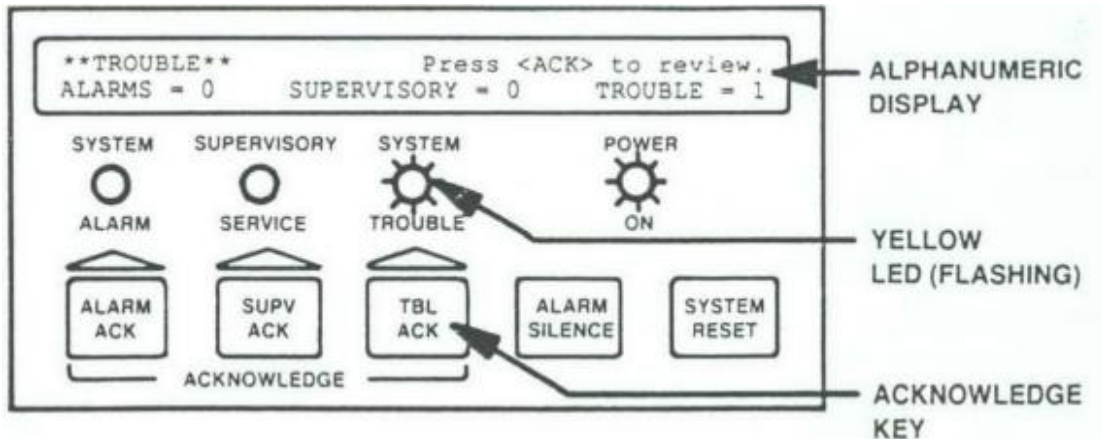 **TROUBLE** Press <ACK> to review.
ALARMS = 0 SUPERVISORY = 0 TROUBLE = 1
ALPHANUMERIC
DISPLAY
SYSTEM SUPERVISORY SYSTEM POWER
ALARM SERVICE TROUBLE ON
YELLOW
LED (FLASHING)
ALARM
ACK
SUPV
ACK
TBL
ACK
ALARM
SILENCE
SYSTEM
RESET
ACKNOWLEDGE
ACKNOWLEDGE
KEY